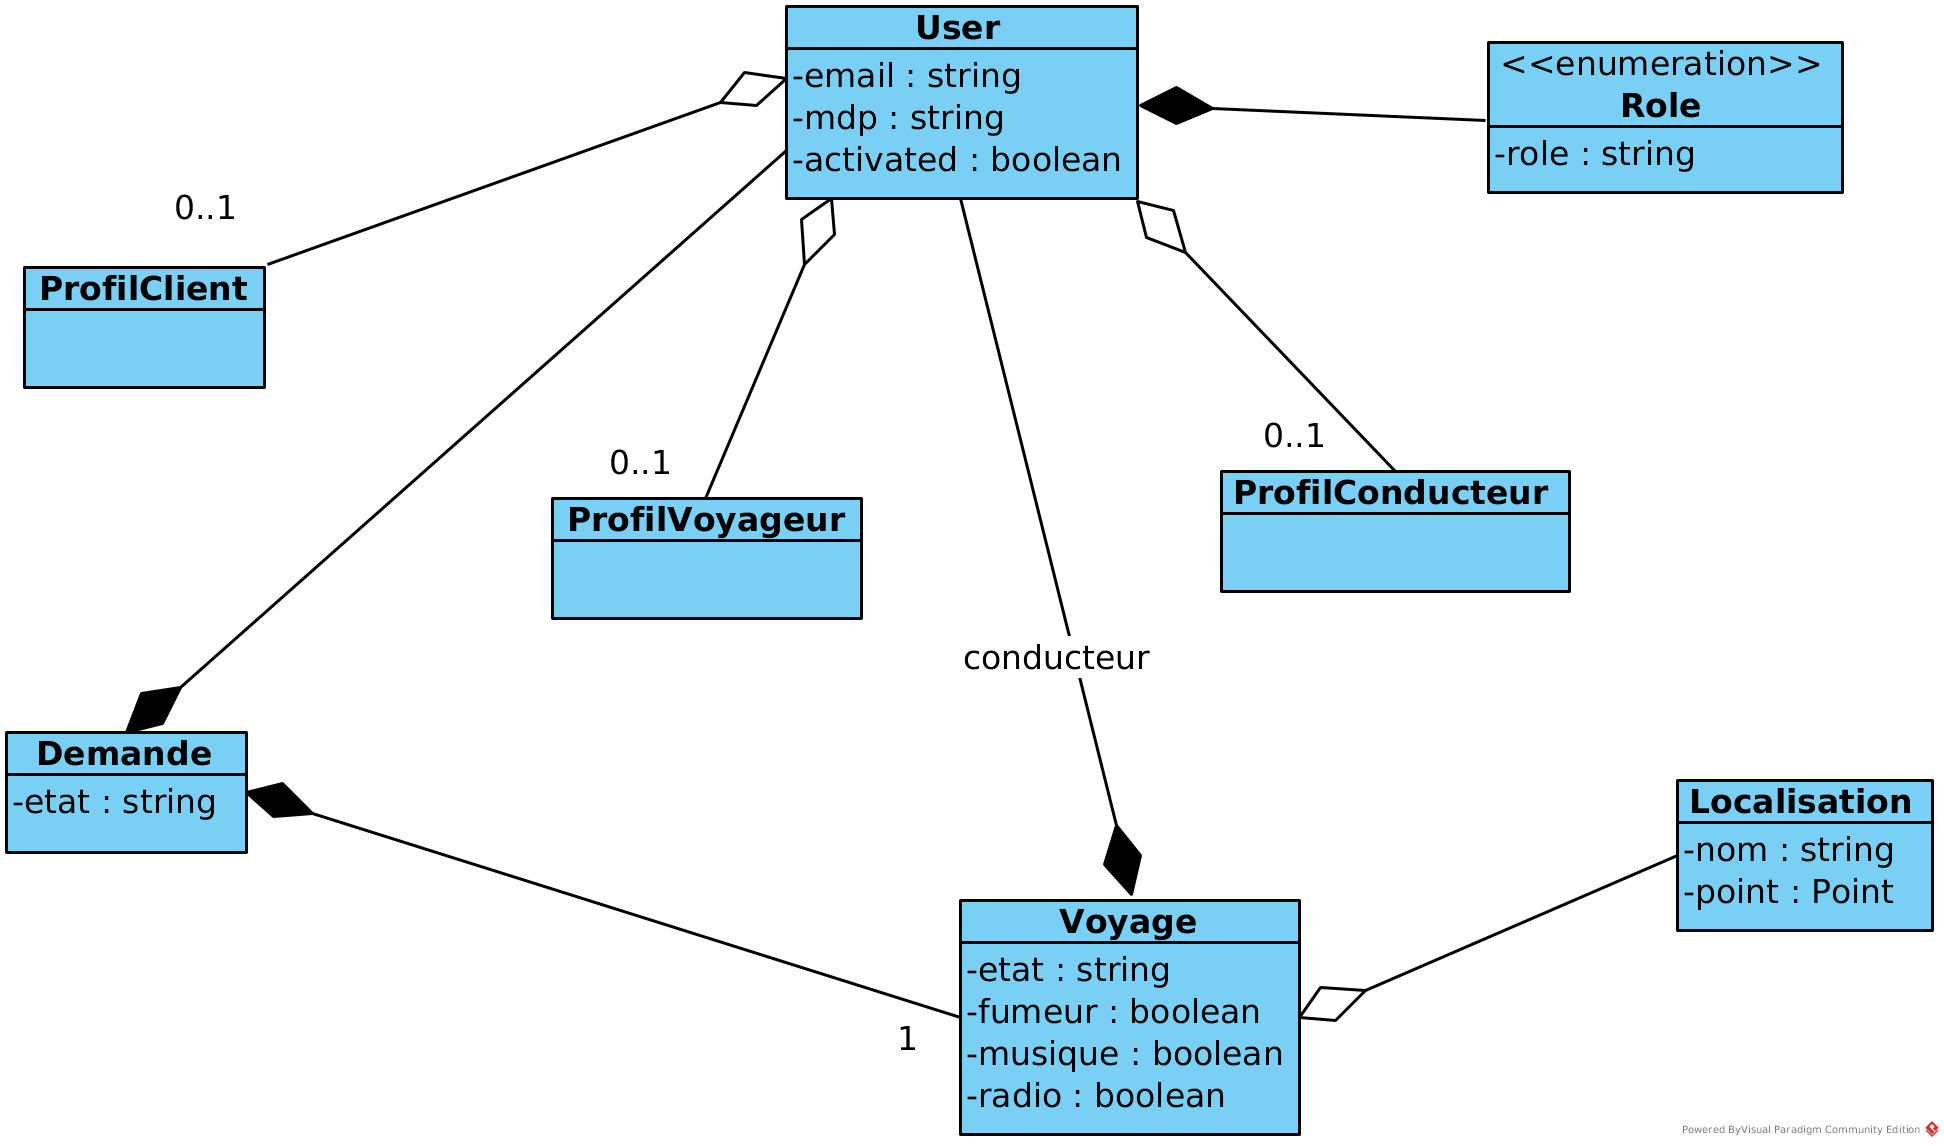 User
-email : string
-mdp : string
-activated : boolean
<<enumeration>>
Role
-role : string
0..1
ProfilClient
0..1
ProfilVoyageur
0..1
ProfilConducteur
conducteur
Demande
-etat : string
Localisation
-nom : string
-point : Point
Voyage
-etat : string
-fumeur : boolean
-musique : boolean
-radio : boolean
1
Powered ByVisual Paradigm Community Edition